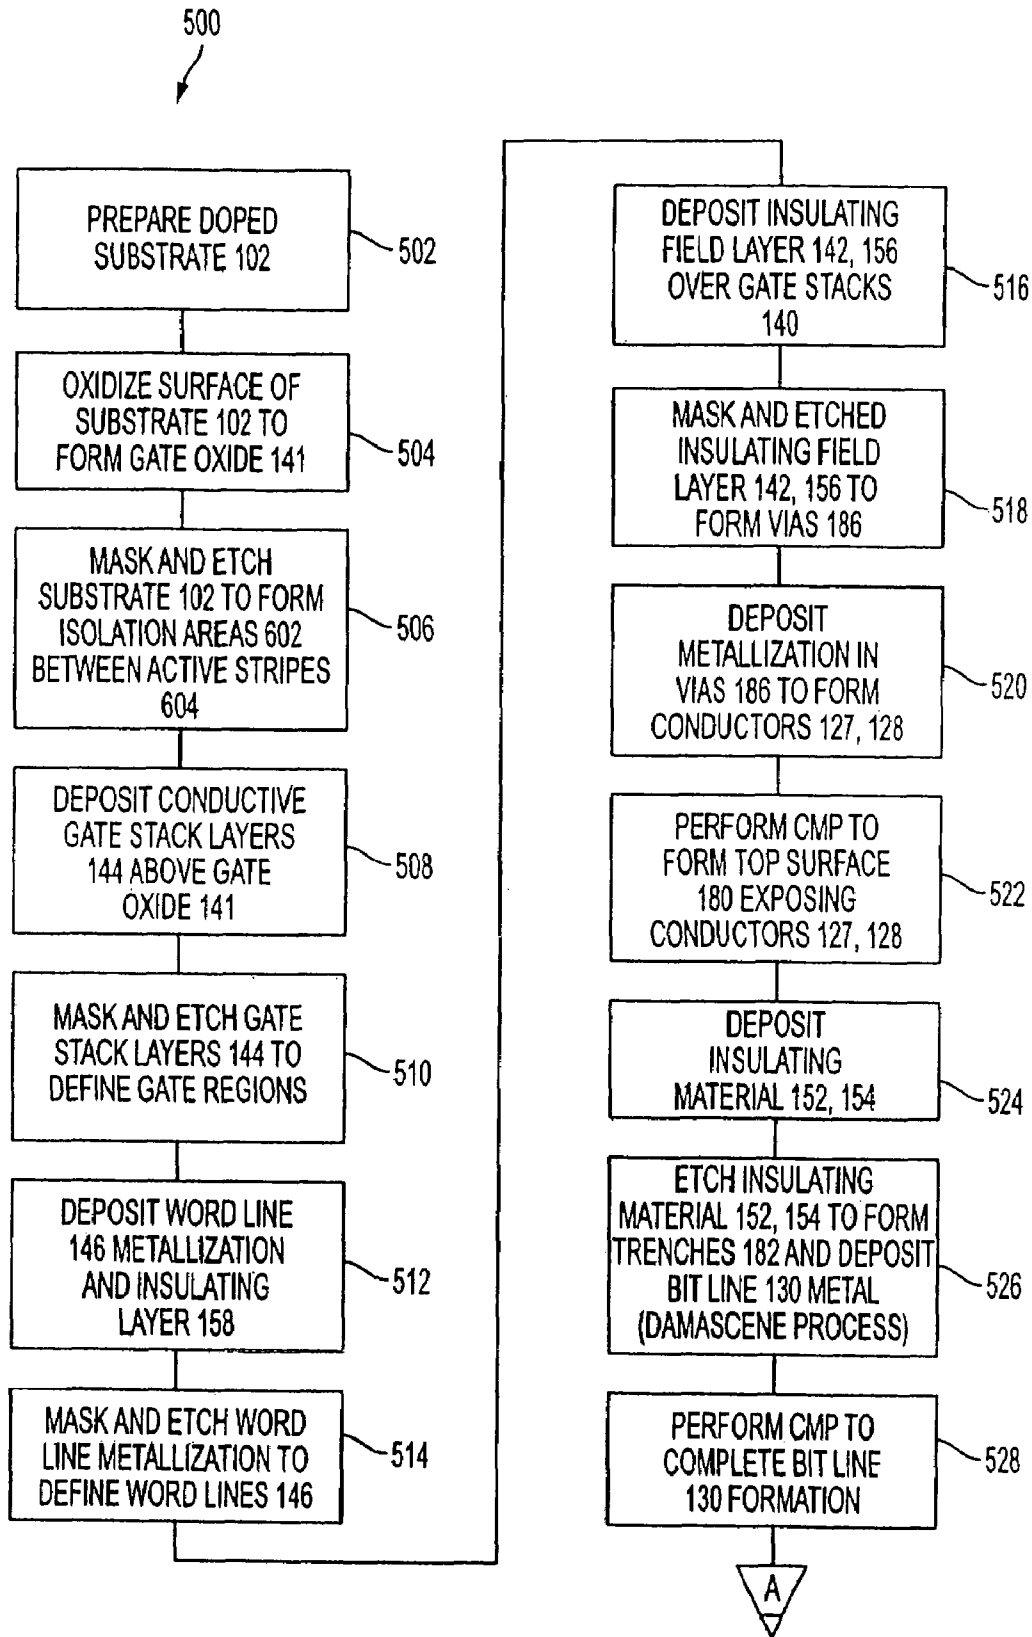 500
PREPARE DOPED
SUBSTRATE 102
502
OXIDIZE SURFACE OF
SUBSTRATE 102 TO
FORM GATE OXIDE 141
504
MASK AND ETCH
SUBSTRATE 102 TO FORM
ISOLATION AREAS 602
BETWEEN ACTIVE STRIPES
604
506
DEPOSIT CONDUCTIVE
GATE STACK LAYERS
144 ABOVE GATE
OXIDE 141
508
MASK AND ETCH GATE
STACK LAYERS 144 TO
DEFINE GATE REGIONS
510
DEPOSIT WORD LINE
146 METALLIZATION
AND INSULATING
LAYER 158
512
MASK AND ETCH WORD
LINE METALLIZATION TO
DEFINE WORD LINES 146
514
DEPOSIT INSULATING
FIELD LAYER 142, 156
OVER GATE STACKS
140
516
MASK AND ETCHED
INSULATING FIELD
LAYER 142, 156 TO
FORM VIAS 186
518
DEPOSIT
METALLIZATION IN
VIAS 186 TO FORM
CONDUCTORS 127, 128
520
PERFORM CMP TO
FORM TOP SURFACE
180 EXPOSING
CONDUCTORS 127, 128
522
DEPOSIT
INSULATING
MATERIAL 152, 154
524
ETCH INSULATING
MATERIAL 152, 154 TO FORM
TRENCHES 182 AND DEPOSIT
BIT LINE 130 METAL
(DAMASCENE PROCESS)
526
PERFORM CMP TO
COMPLETE BIT LINE
130 FORMATION
528
A